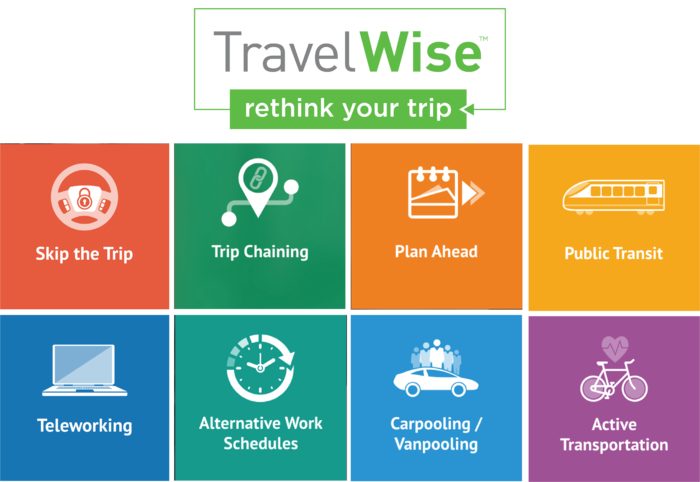 TravelWise™
rethink your trip
Skip the Trip
Trip Chaining
Plan Ahead
Public Transit
Teleworking
Alternative Work
Schedules
Carpooling /
Vanpooling
Active
Transportation